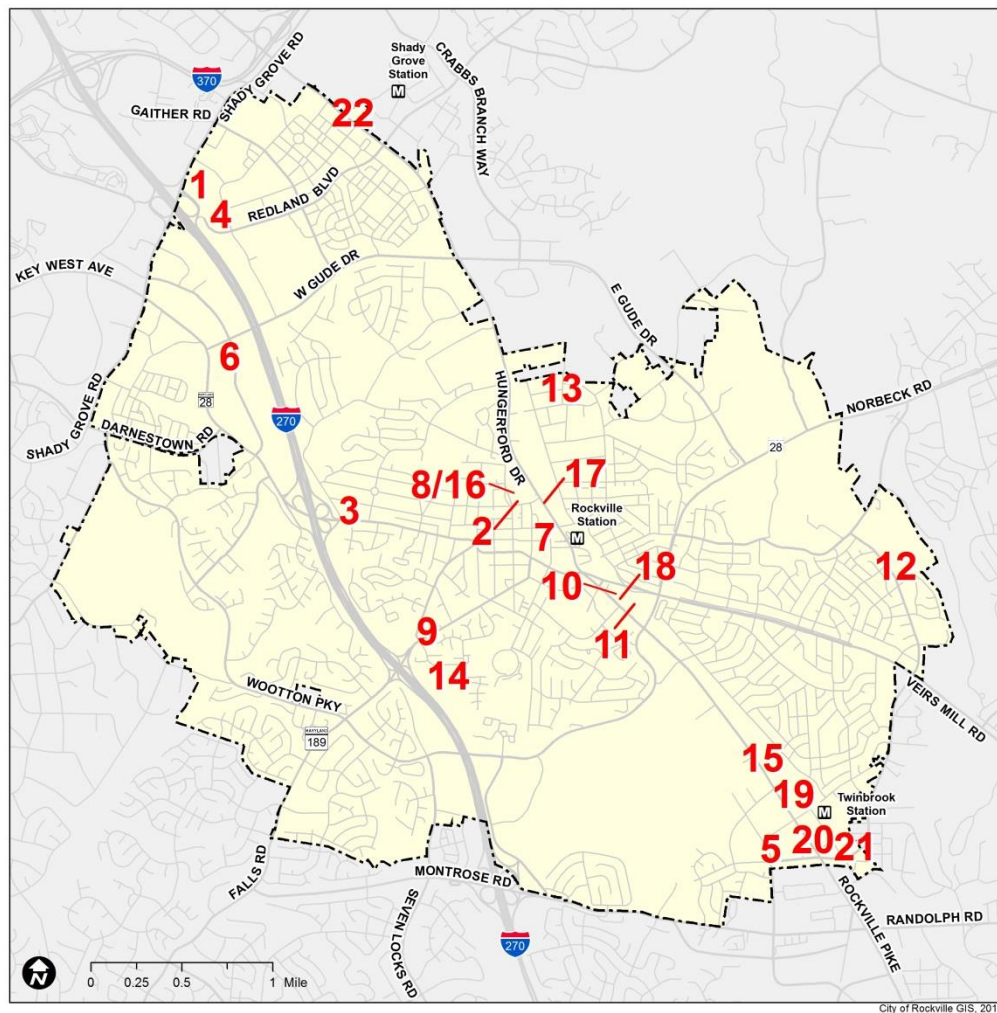 SHADY GROVE RD
370
GAITHER RD
Shady
Grove
Station
M
CRABBS BRANCH WAY
22
1
4
REDLAND BLVD
KEY WEST AVE
W GUDE DR
E GUDE DR
6
28
270
SHADY GROVE RD
DARNESTOWN RD
HUNGERFORD DR
13
NORBECK RD
28
8/16
17
3
2
7
Rockville
Station
M
18
12
10
9
11
14
WOOTTON PKY
MARYLAND
189
VEIRS MILL RD
15
19
Twinbrook
Station
M
5
20
21
FALLS RD
MONTROSE RD
SEVEN LOCKS RD
ROCKVILLE PIKE
RANDOLPH RD
270
N
0 0.25 0.5 1 Mile
City of Rockville GIS, 201